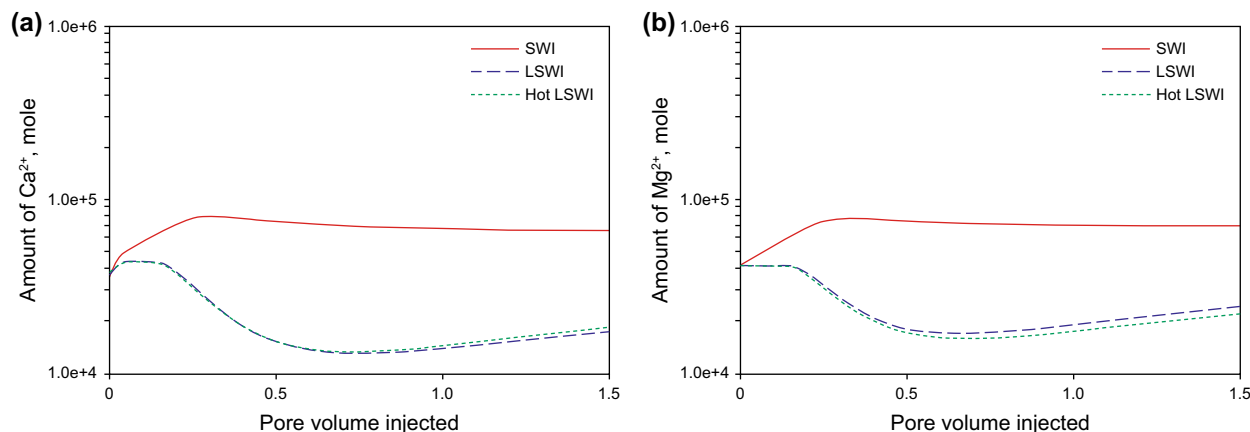 (a)
1.0e+6
1.0e+5
1.0e+4
Amount of Ca²⁺, mole
SWI
LSWI
Hot LSWI
0
0.5
1.0
1.5
Pore volume injected
(b)
1.0e+6
1.0e+5
1.0e+4
Amount of Mg²⁺, mole
SWI
LSWI
Hot LSWI
0
0.5
1.0
1.5
Pore volume injected